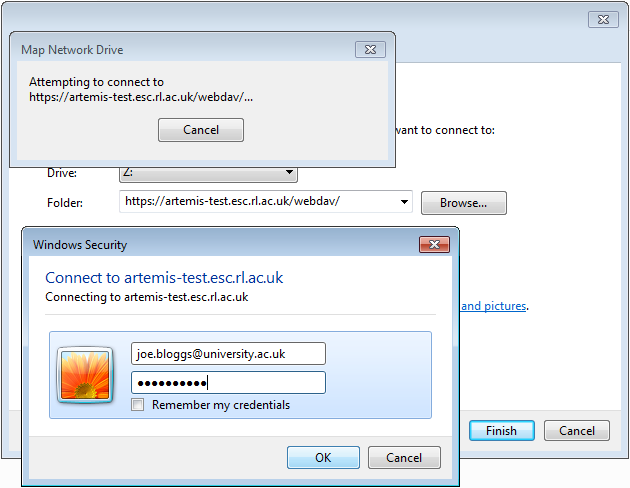 Map Network Drive
Attempting to connect to
https://artemis-test.esc.rl.ac.uk/webdav/...
Cancel
want to connect to:
Drive:
Z:
Folder:
https://artemis-test.esc.rl.ac.uk/webdav/
Browse...
Windows Security
Connect to artemis-test.esc.rl.ac.uk
Connecting to artemis-test.esc.rl.ac.uk
and pictures.
joe.bloggs@university.ac.uk
●●●●●●●●●●
Remember my credentials
Finish
Cancel
OK
Cancel